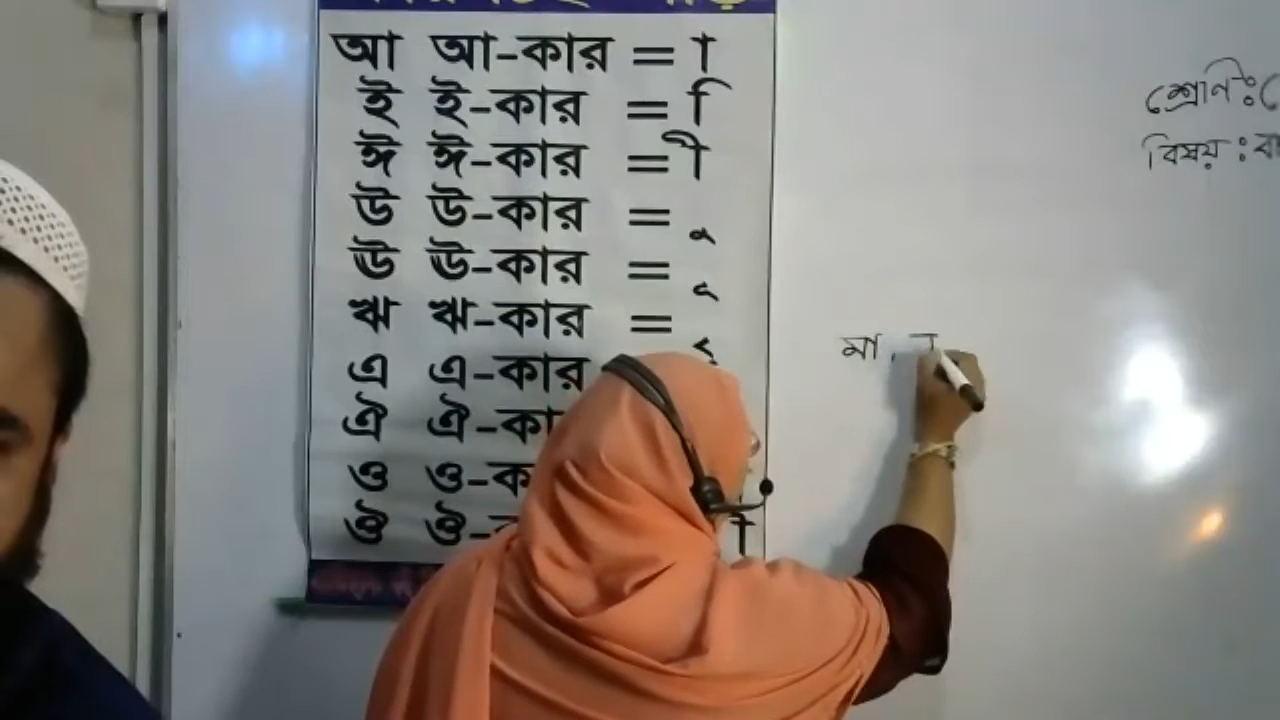 আ আ-কার = া
ই ই-কার = ি
ঈ ঈ-কার = ী
উ উ-কার = ু
ঊ ঊ-কার = ূ
ঋ ঋ-কার = ৃ
এ এ-কার
ঐ ঐ-কা
ও ও-ক
ঔ ঔ-
মা
শ্রেণি:
বিষয় :